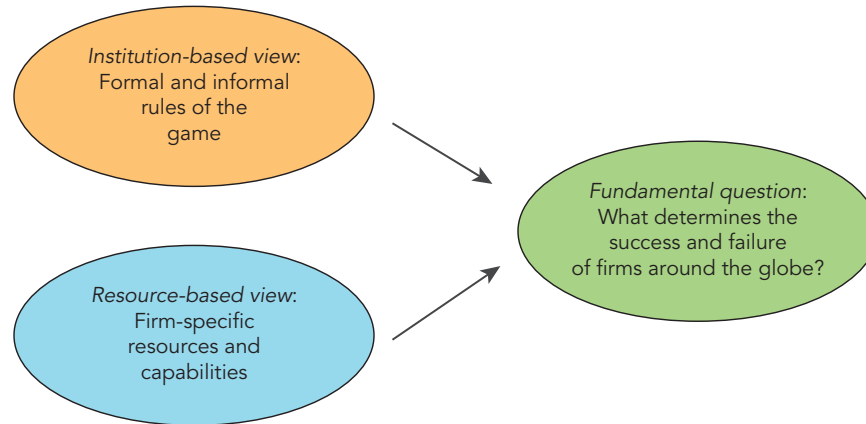 Institution-based view:
Formal and informal
rules of the
game
Fundamental question:
What determines the
success and failure
of firms around the globe?
Resource-based view:
Firm-specific
resources and
capabilities